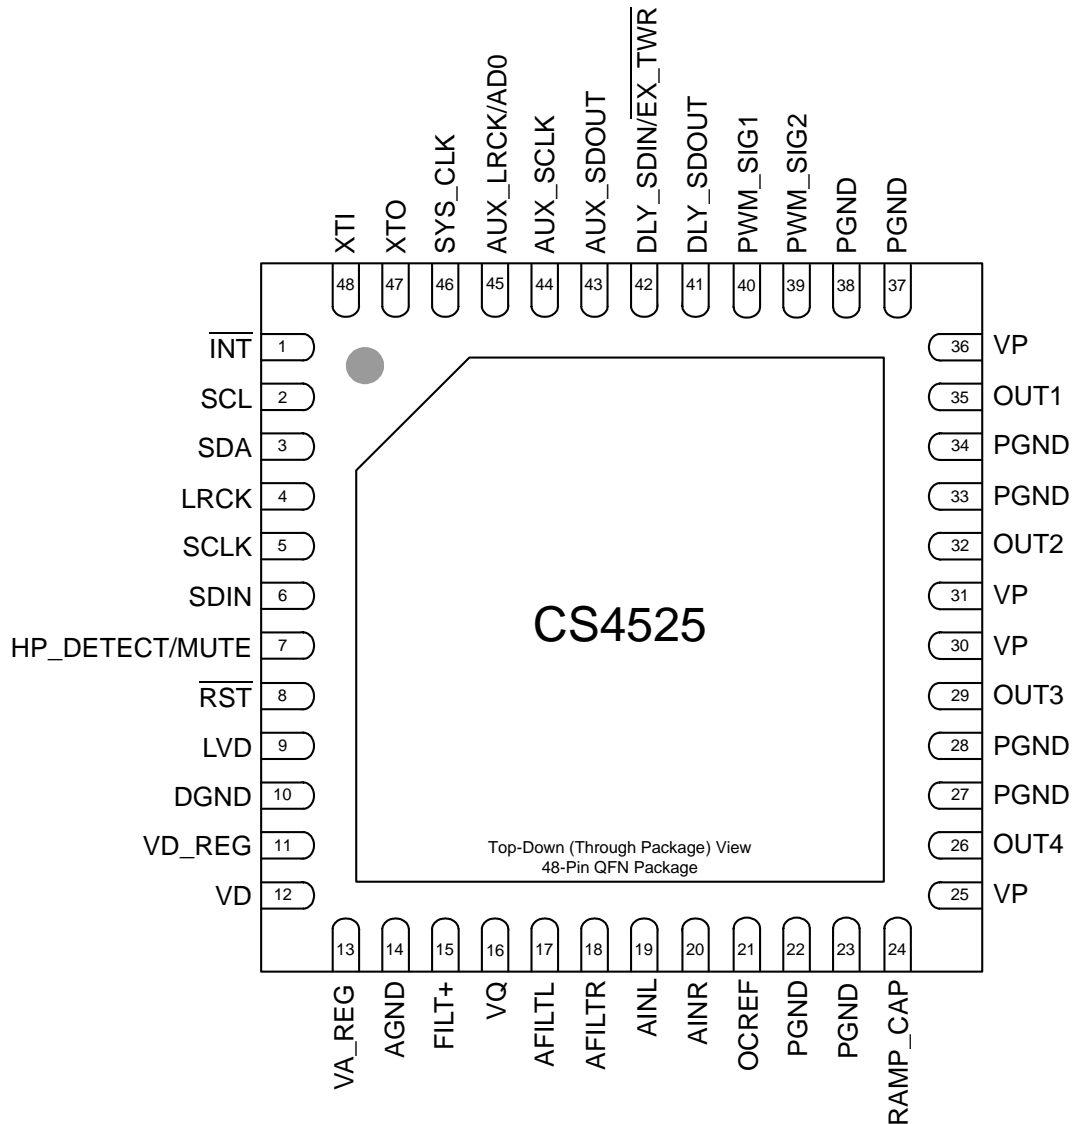 XTI
XTO
SYS_CLK
AUX_LRCK/AD0
AUX_SCLK
AUX_SDOUT
DLY_SDIN/EX_TWR
DLY_SDOUT
PWM_SIG1
PWM_SIG2
PGND
PGND
48 47 46 45 44 43 42 41 40 39 38 37
INT 1
SCL 2
SDA 3
LRCK 4
SCLK 5
SDIN 6
HP_DETECT/MUTE 7
RST 8
LVD 9
DGND 10
VD_REG 11
VD 12
36 VP
35 OUT1
34 PGND
33 PGND
32 OUT2
31 VP
30 VP
29 OUT3
28 PGND
27 PGND
26 OUT4
25 VP
CS4525
Top-Down (Through Package) View
48-Pin QFN Package
13 14 15 16 17 18 19 20 21 22 23 24
VA_REG
AGND
FILT+
VQ
AFILTL
AFILTR
AINL
AINR
OCREF
PGND
PGND
RAMP_CAP